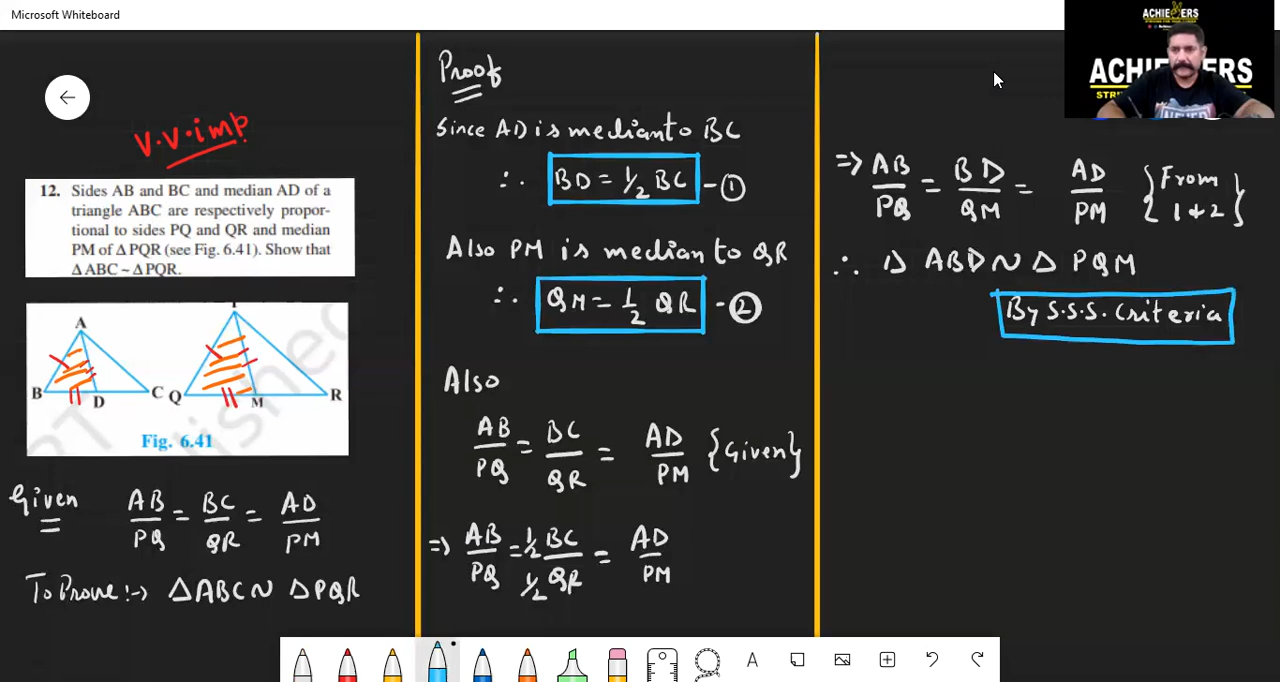 Microsoft Whiteboard
ACHIEVERS
ACHIEVERS
V.V.imp
12. Sides AB and BC and median AD of a
triangle ABC are respectively propor-
tional to sides PQ and QR and median
PM of Δ PQR (see Fig. 6.41). Show that
Δ ABC ~ Δ PQR.
A
B D C Q M R
Fig. 6.41
Given AB/PQ = BC/QR = AD/PM
To Prove :→ ΔABC ~ ΔPQR
Proof
Since AD is median to BC
∴ BD = 1/2 BC - ①
Also PM is median to QR
∴ QM = 1/2 QR - ②
Also
AB/PQ = BC/QR = AD/PM {Given}
=> AB/PQ = 1/2 BC / 1/2 QR = AD/PM
=> AB/PQ = BD/QM = AD/PM {From 1 & 2}
∴ Δ ABD ~ Δ PQM
By S.S.S. Criteria
A